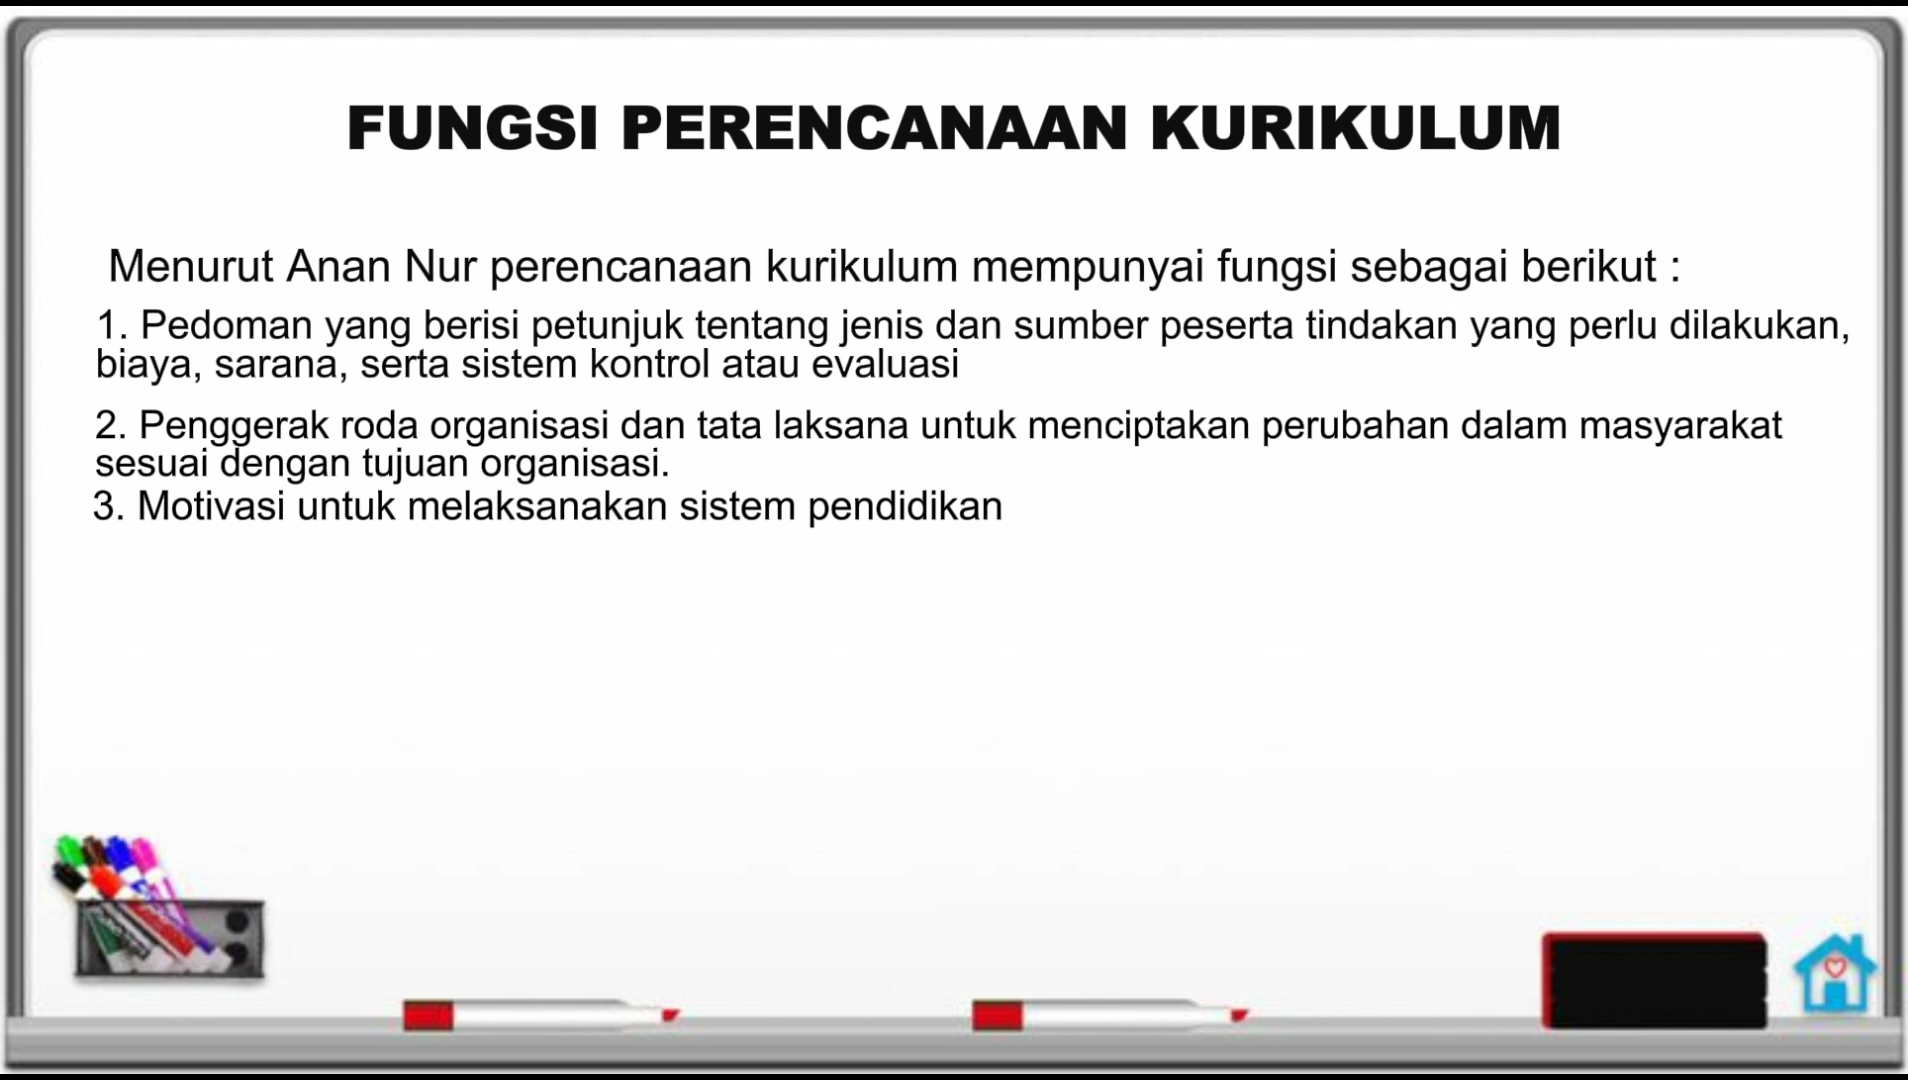 FUNGSI PERENCANAAN KURIKULUM
Menurut Anan Nur perencanaan kurikulum mempunyai fungsi sebagai berikut :
1. Pedoman yang berisi petunjuk tentang jenis dan sumber peserta tindakan yang perlu dilakukan,
biaya, sarana, serta sistem kontrol atau evaluasi
2. Penggerak roda organisasi dan tata laksana untuk menciptakan perubahan dalam masyarakat
sesuai dengan tujuan organisasi.
3. Motivasi untuk melaksanakan sistem pendidikan